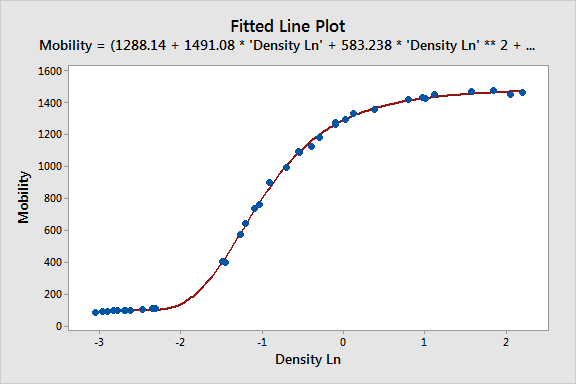 Fitted Line Plot
Mobility = (1288.14 + 1491.08 * 'Density Ln' + 583.238 * 'Density Ln' ** 2 + ...
1600
1400
1200
1000
800
600
400
200
0
Mobility
-3 -2 -1 0 1 2
Density Ln